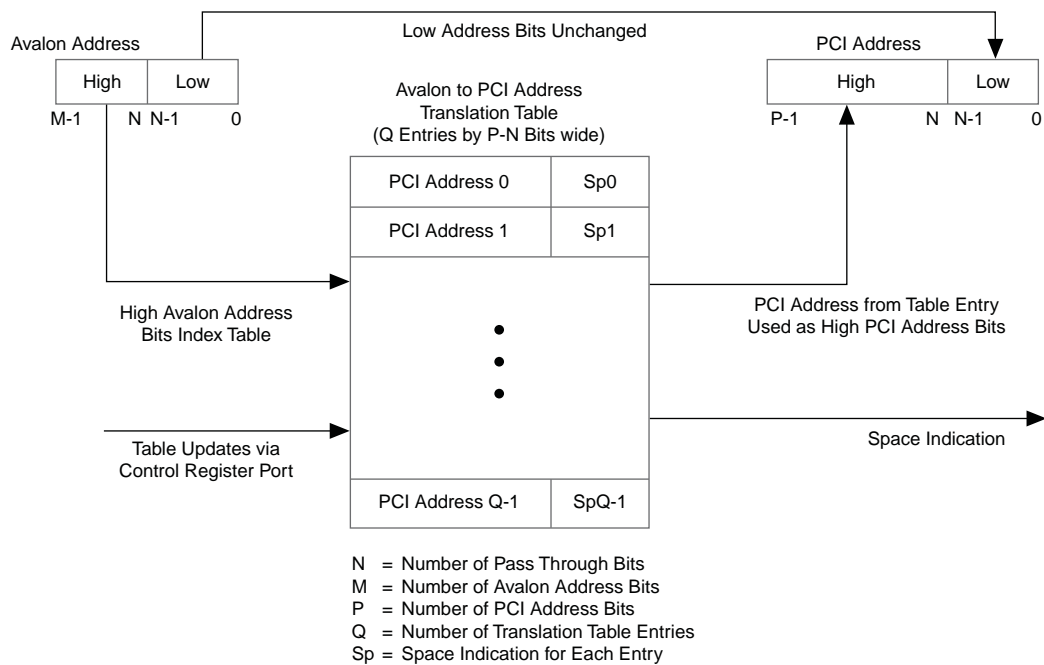 Low Address Bits Unchanged
Avalon Address
PCI Address
High Low
High Low
M-1 N N-1 0
P-1 N N-1 0
Avalon to PCI Address
Translation Table
(Q Entries by P-N Bits wide)
PCI Address 0 Sp0
PCI Address 1 Sp1
High Avalon Address
Bits Index Table
PCI Address from Table Entry
Used as High PCI Address Bits
Table Updates via
Control Register Port
Space Indication
PCI Address Q-1 SpQ-1
N = Number of Pass Through Bits
M = Number of Avalon Address Bits
P = Number of PCI Address Bits
Q = Number of Translation Table Entries
Sp = Space Indication for Each Entry